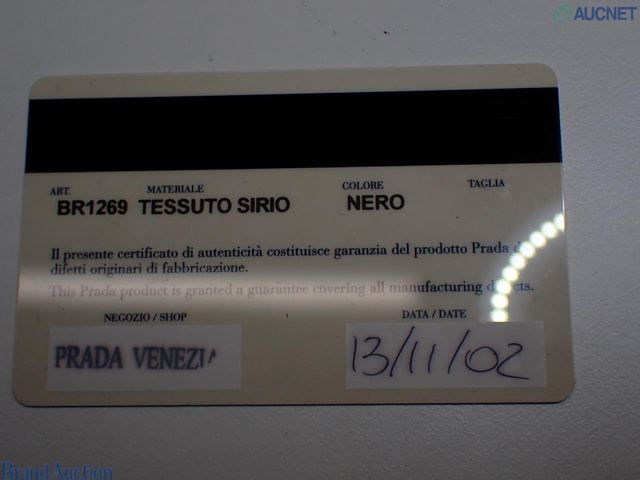 AUCNET
ART. MATERIALE COLORE TAGLIA
BR1269 TESSUTO SIRIO NERO
Il presente certificato di autenticità costituisce garanzia del prodotto Prada
difetti originari di fabbricazione.
This Prada product is granted a guarantee covering all manufacturing
NEGOZIO / SHOP DATA / DATE
PRADA VENEZIA 13/11/02
Brand Auction